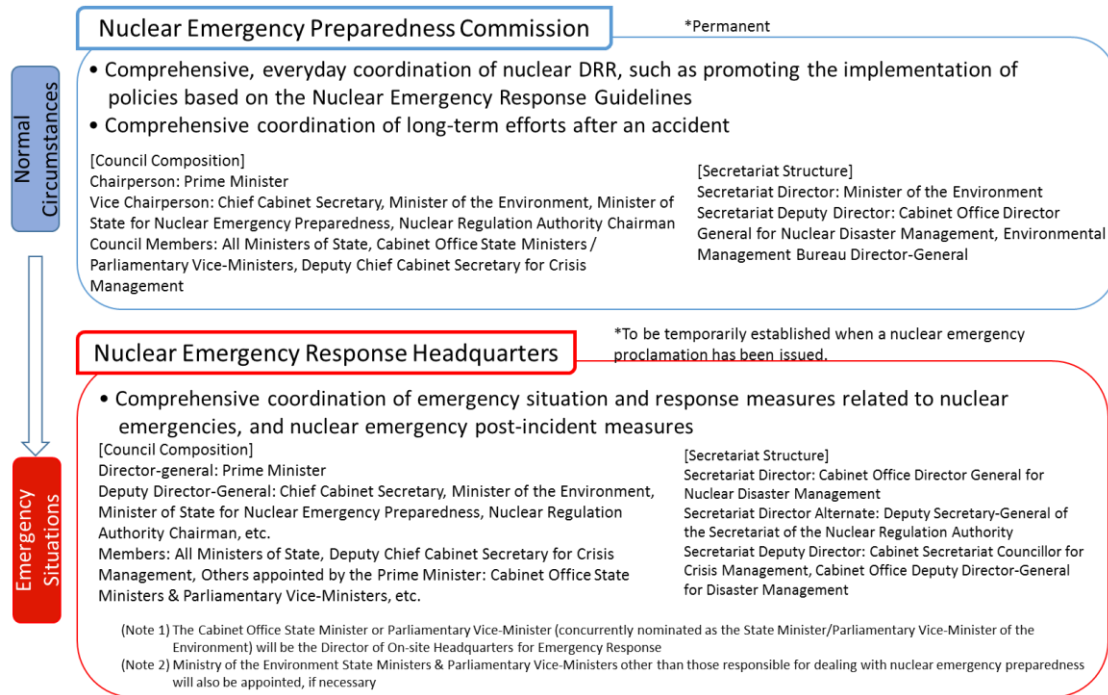 Nuclear Emergency Preparedness Commission
*Permanent
Normal
Circumstances
• Comprehensive, everyday coordination of nuclear DRR, such as promoting the implementation of
policies based on the Nuclear Emergency Response Guidelines
• Comprehensive coordination of long-term efforts after an accident
[Council Composition]
Chairperson: Prime Minister
Vice Chairperson: Chief Cabinet Secretary, Minister of the Environment, Minister of
State for Nuclear Emergency Preparedness, Nuclear Regulation Authority Chairman
Council Members: All Ministers of State, Cabinet Office State Ministers /
Parliamentary Vice-Ministers, Deputy Chief Cabinet Secretary for Crisis
Management
[Secretariat Structure]
Secretariat Director: Minister of the Environment
Secretariat Deputy Director: Cabinet Office Director
General for Nuclear Disaster Management, Environmental
Management Bureau Director-General
Nuclear Emergency Response Headquarters
*To be temporarily established when a nuclear emergency
proclamation has been issued.
Emergency
Situations
• Comprehensive coordination of emergency situation and response measures related to nuclear
emergencies, and nuclear emergency post-incident measures
[Council Composition]
Director-general: Prime Minister
Deputy Director-General: Chief Cabinet Secretary, Minister of the Environment,
Minister of State for Nuclear Emergency Preparedness, Nuclear Regulation
Authority Chairman, etc.
Members: All Ministers of State, Deputy Chief Cabinet Secretary for Crisis
Management, Others appointed by the Prime Minister: Cabinet Office State
Ministers & Parliamentary Vice-Ministers, etc.
[Secretariat Structure]
Secretariat Director: Cabinet Office Director General for
Nuclear Disaster Management
Secretariat Director Alternate: Deputy Secretary-General of
the Secretariat of the Nuclear Regulation Authority
Secretariat Deputy Director: Cabinet Secretariat Councillor for
Crisis Management, Cabinet Office Deputy Director-General
for Disaster Management
(Note 1) The Cabinet Office State Minister or Parliamentary Vice-Minister (concurrently nominated as the State Minister/Parliamentary Vice-Minister of the
Environment) will be the Director of On-site Headquarters for Emergency Response
(Note 2) Ministry of the Environment State Ministers & Parliamentary Vice-Ministers other than those responsible for dealing with nuclear emergency preparedness
will also be appointed, if necessary